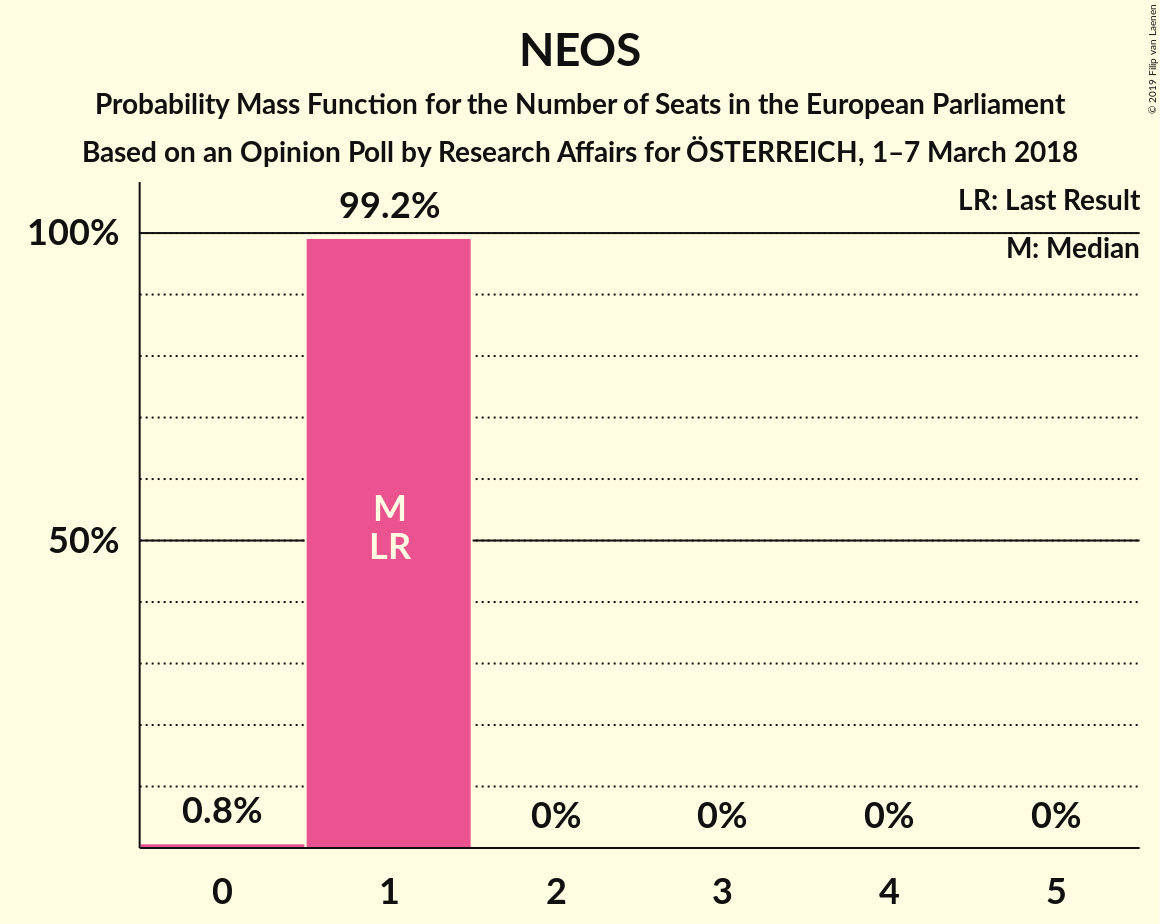 NEOS
Probability Mass Function for the Number of Seats in the European Parliament
Based on an Opinion Poll by Research Affairs for ÖSTERREICH, 1–7 March 2018
© 2019 Filip van Laenen
LR: Last Result
M: Median
99.2%
100%
M
LR
50%
0.8%
0%
0%
0%
0%
0
1
2
3
4
5